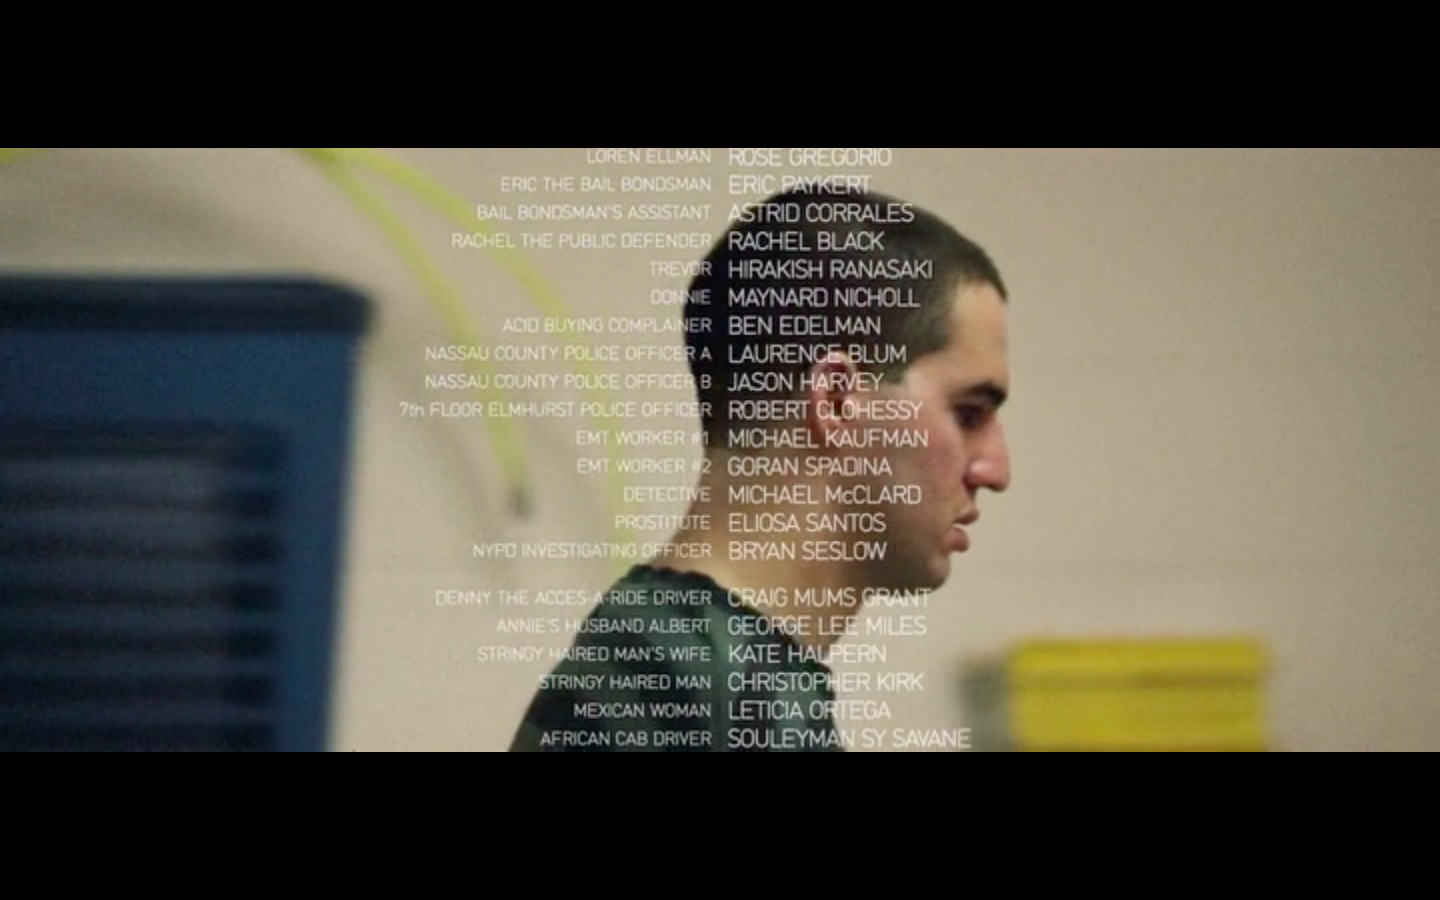 LOREN ELLMAN ROSE GREGORIO
ERIC THE BAIL BONDSMAN ERIC PAYKERT
BAIL BONDSMAN'S ASSISTANT ASTRID CORRALES
RACHEL THE PUBLIC DEFENDER RACHEL BLACK
TREVOR HIRAKISH RANASAKI
DONNIE MAYNARD NICHOLL
ACID BUYING COMPLAINER BEN EDELMAN
NASSAU COUNTY POLICE OFFICER A LAURENCE BLUM
NASSAU COUNTY POLICE OFFICER B JASON HARVEY
7th FLOOR ELMHURST POLICE OFFICER ROBERT CLOHESSY
EMT WORKER #1 MICHAEL KAUFMAN
EMT WORKER #2 GORAN SPADINA
DETECTIVE MICHAEL McCLARD
PROSTITUTE ELIOSA SANTOS
NYPD INVESTIGATING OFFICER BRYAN SESLOW
DENNY THE ACCES-A-RIDE DRIVER CRAIG MUMS GRANT
ANNIE'S HUSBAND ALBERT GEORGE LEE MILES
STRINGY HAIRED MAN'S WIFE KATE HALPERN
STRINGY HAIRED MAN CHRISTOPHER KIRK
MEXICAN WOMAN LETICIA ORTEGA
AFRICAN CAB DRIVER SOULEYMAN SY SAVANE